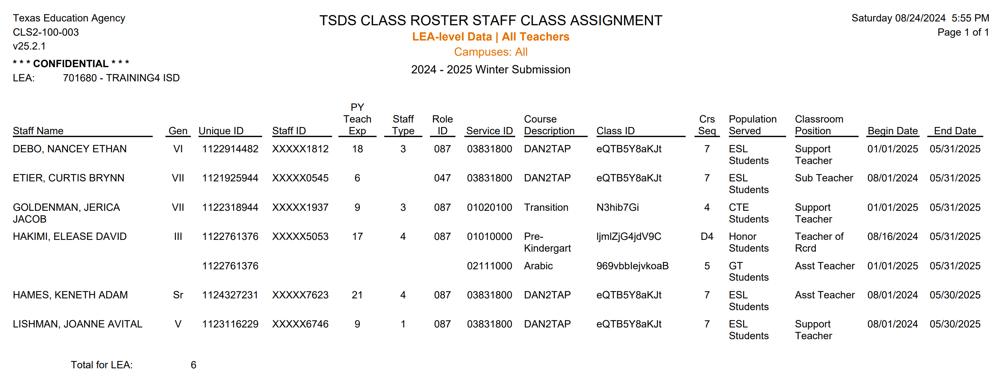 Texas Education Agency
TSDS CLASS ROSTER STAFF CLASS ASSIGNMENT
Saturday 08/24/2024 5:55 PM
CLS2-100-003
LEA-level Data | All Teachers
Page 1 of 1
v25.2.1
Campuses: All
* * * CONFIDENTIAL * * *
2024 - 2025 Winter Submission
LEA: 701680 - TRAINING4 ISD
PY
Teach Staff Role Course Crs Population Classroom
Staff Name Gen Unique ID Staff ID Exp Type ID Service ID Description Class ID Seq Served Position Begin Date End Date
DEBO, NANCEY ETHAN VI 1122914482 XXXXX1812 18 3 087 03831800 DAN2TAP eQTB5Y8aKJt 7 ESL Support 01/01/2025 05/31/2025
Students Teacher
ETIER, CURTIS BRYNN VII 1121925944 XXXXX0545 6 047 03831800 DAN2TAP eQTB5Y8aKJt 7 ESL Sub Teacher 08/01/2024 05/31/2025
Students
GOLDENMAN, JERICA VII 1122318944 XXXXX1937 9 3 087 01020100 Transition N3hib7Gi 4 CTE Support 01/01/2025 05/31/2025
JACOB Students Teacher
HAKIMI, ELEASE DAVID III 1122761376 XXXXX5053 17 4 087 01010000 Pre- ljmlZjG4jdV9C D4 Honor Teacher of 08/16/2024 05/31/2025
Kindergart Students Rcrd
1122761376 02111000 Arabic 969vbbIejvkoaB 5 GT Asst Teacher 01/01/2025 05/31/2025
Students
HAMES, KENETH ADAM Sr 1124327231 XXXXX7623 21 4 087 03831800 DAN2TAP eQTB5Y8aKJt 7 ESL Asst Teacher 08/01/2024 05/30/2025
Students
LISHMAN, JOANNE AVITAL V 1123116229 XXXXX6746 9 1 087 03831800 DAN2TAP eQTB5Y8aKJt 7 ESL Support 08/01/2024 05/30/2025
Students Teacher
Total for LEA: 6